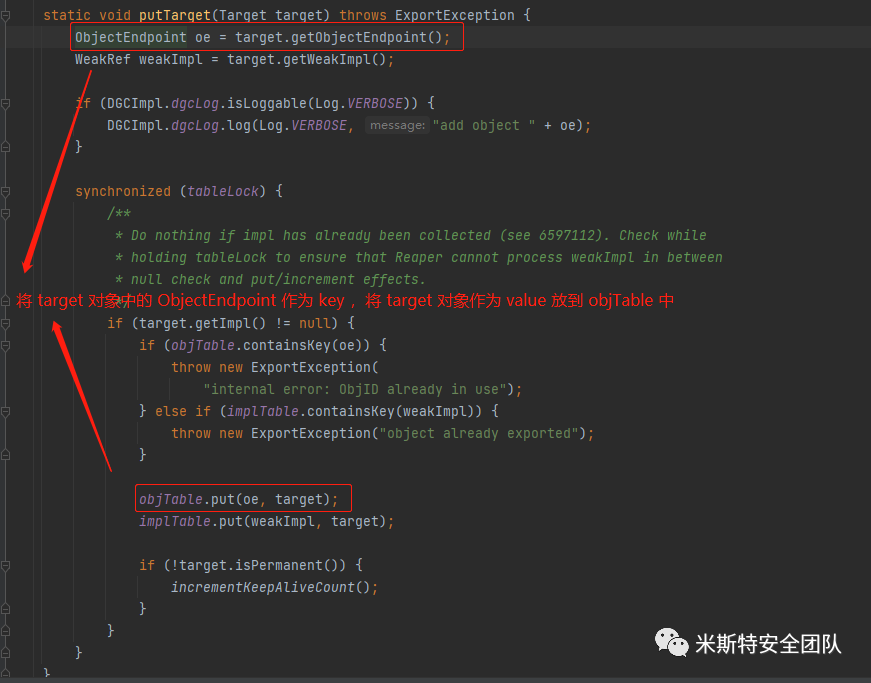 static void putTarget(Target target) throws ExportException {
ObjectEndpoint oe = target.getObjectEndpoint();
WeakRef weakImpl = target.getWeakImpl();
if (DGCImpl.dgcLog.isLoggable(Log.VERBOSE)) {
DGCImpl.dgcLog.log(Log.VERBOSE, message: "add object " + oe);
}
synchronized (tableLock) {
/**
* Do nothing if impl has already been collected (see 6597112). Check while
* holding tableLock to ensure that Reaper cannot process weakImpl in between
* null check and put/increment effects.
将 target 对象中的 ObjectEndpoint 作为 key ，将 target 对象作为 value 放到 objTable 中
if (target.getImpl() != null) {
if (objTable.containsKey(oe)) {
throw new ExportException(
"internal error: ObjID already in use");
} else if (implTable.containsKey(weakImpl)) {
throw new ExportException("object already exported");
}
objTable.put(oe, target);
implTable.put(weakImpl, target);
if (!target.isPermanent()) {
incrementKeepAliveCount();
}
}
}
}
米斯特安全团队